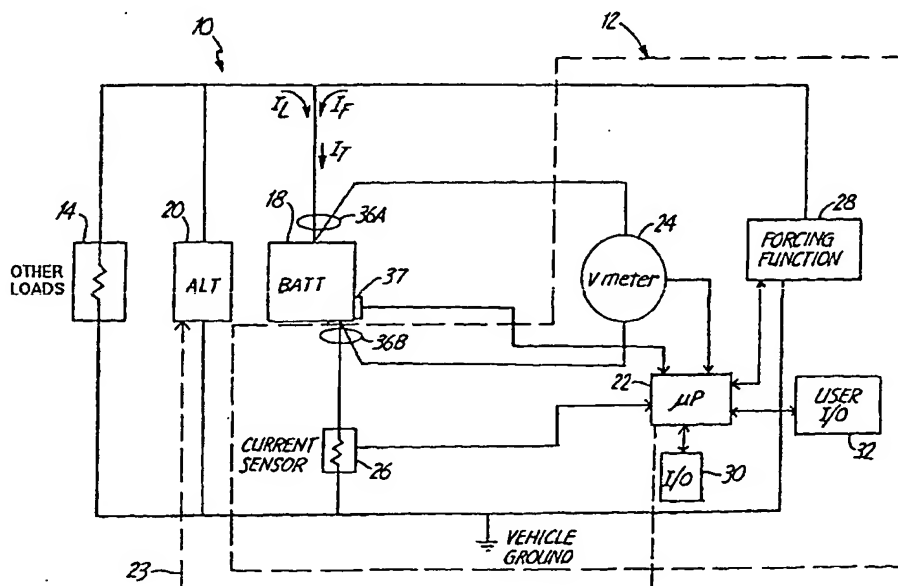 10
12
I_L
I_F
I_T
14
20
18
36A
24
28
OTHER
LOADS
ALT
BATT
37
V meter
FORCING
FUNCTION
36B
22
µP
USER
I/O
32
CURRENT
SENSOR
26
I/O
30
VEHICLE
GROUND
23